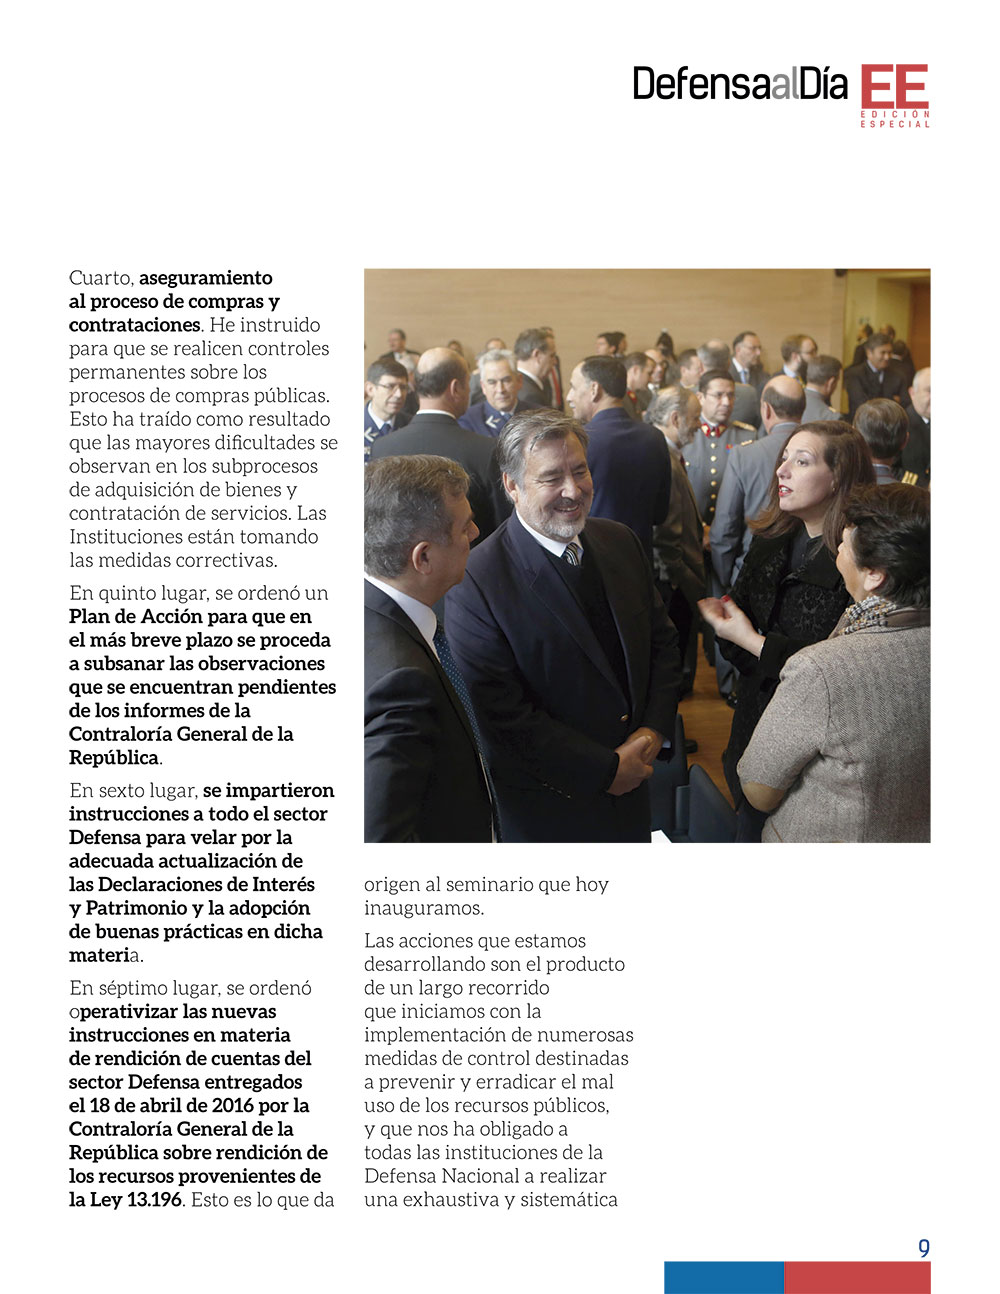 DefensaalDía EE
EDICIÓN
ESPECIAL
Cuarto, aseguramiento
al proceso de compras y
contrataciones. He instruido
para que se realicen controles
permanentes sobre los
procesos de compras públicas.
Esto ha traído como resultado
que las mayores dificultades se
observan en los subprocesos
de adquisición de bienes y
contratación de servicios. Las
Instituciones están tomando
las medidas correctivas.
En quinto lugar, se ordenó un
Plan de Acción para que en
el más breve plazo se proceda
a subsanar las observaciones
que se encuentran pendientes
de los informes de la
Contraloría General de la
República.
En sexto lugar, se impartieron
instrucciones a todo el sector
Defensa para velar por la
adecuada actualización de
las Declaraciones de Interés
y Patrimonio y la adopción
de buenas prácticas en dicha
materia.
En séptimo lugar, se ordenó
operativizar las nuevas
instrucciones en materia
de rendición de cuentas del
sector Defensa entregados
el 18 de abril de 2016 por la
Contraloría General de la
República sobre rendición de
los recursos provenientes de
la Ley 13.196. Esto es lo que da
origen al seminario que hoy
inauguramos.
Las acciones que estamos
desarrollando son el producto
de un largo recorrido
que iniciamos con la
implementación de numerosas
medidas de control destinadas
a prevenir y erradicar el mal
uso de los recursos públicos,
y que nos ha obligado a
todas las instituciones de la
Defensa Nacional a realizar
una exhaustiva y sistemática
9